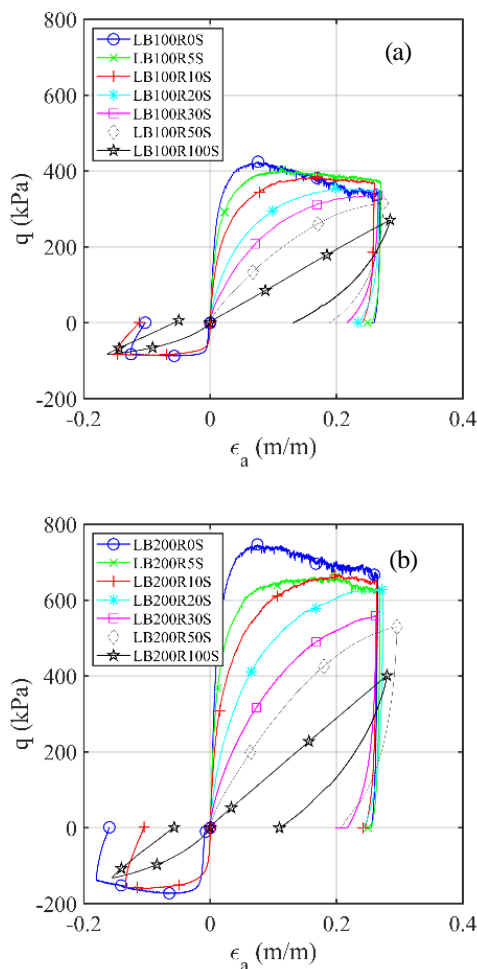 800
600
400
200
0
-200
q (kPa)
LB100R0S
LB100R5S
LB100R10S
LB100R20S
LB100R30S
LB100R50S
LB100R100S
(a)
-0.2 0 0.2 0.4
ϵa (m/m)
800
600
400
200
0
-200
q (kPa)
LB200R0S
LB200R5S
LB200R10S
LB200R20S
LB200R30S
LB200R50S
LB200R100S
(b)
-0.2 0 0.2 0.4
ϵa (m/m)